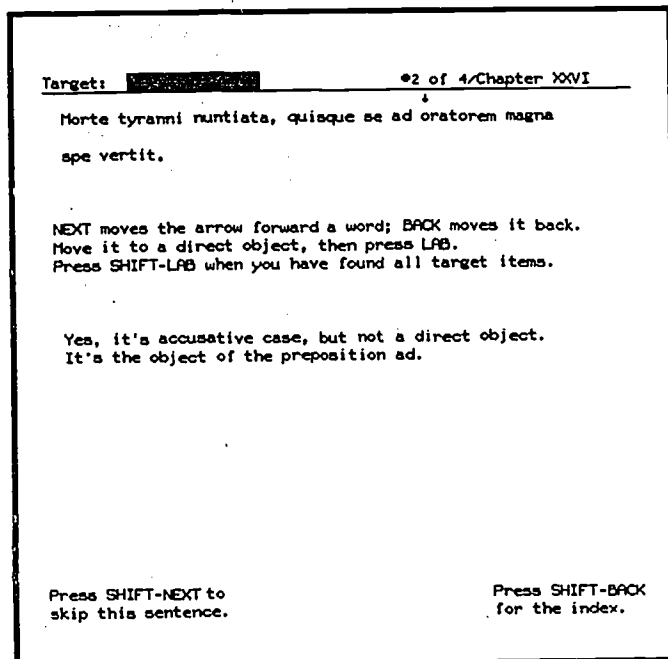 Target: #2 of 4/Chapter XXVI
↓
Morte tyranni nuntiata, quisque se ad oratorem magna
spe vertit.
NEXT moves the arrow forward a word; BACK moves it back.
Move it to a direct object, then press LAB.
Press SHIFT-LAB when you have found all target items.
Yes, it's accusative case, but not a direct object.
It's the object of the preposition ad.
Press SHIFT-NEXT to
skip this sentence.
Press SHIFT-BACK
for the index.